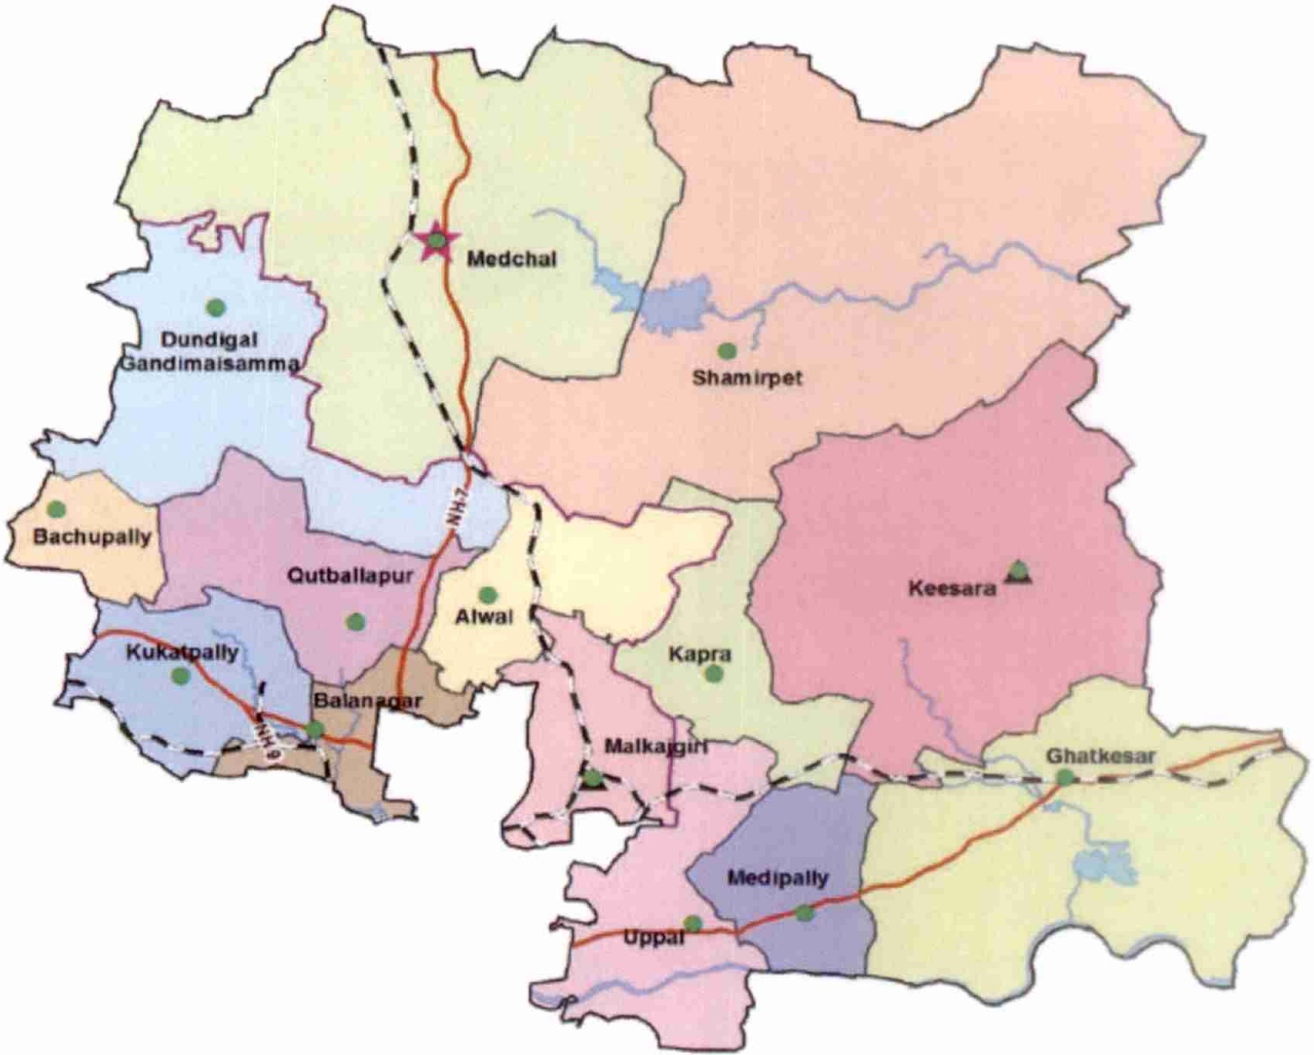 Medchal
Dundigal
Gandimaisamma
Shamirpet
NH-7
Bachupally
Qutballapur
Keesara
Alwal
Kukatpally
Kapra
Balanagar
NH 9
Malkajgiri
Ghatkesar
Medipally
Uppal